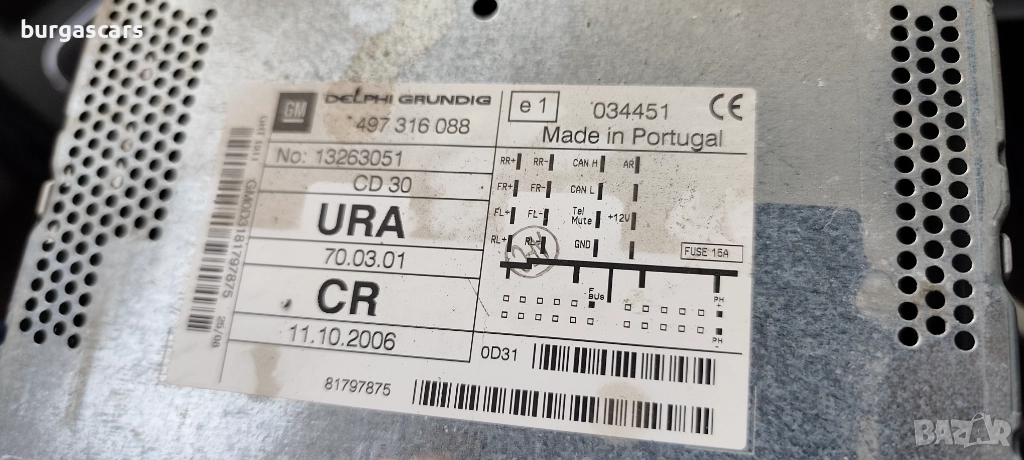 burgascars
GM DELPHI GRUNDIG
497 316 088
No: 13263051
CD 30
URA
70.03.01
CR
11.10.2006
81797875
e 1
034451
CE
Made in Portugal
RR+ RR- CAN H AR
FR+ FR- CAN L
FL+ FL- Tel Mute +12V
RL+ RL- GND
FUSE 15A
F BUS
PH +
PH -
0D31
BAZAR